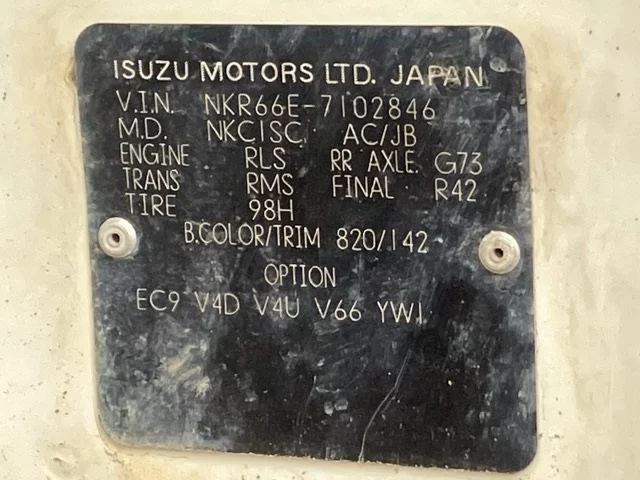 ISUZU MOTORS LTD. JAPAN
V.I.N. NKR66E-7102846
M.D. NKC1SC AC/JB
ENGINE RLS RR AXLE G73
TRANS RMS FINAL R42
TIRE 98H
B.COLOR/TRIM 820/142
OPTION
EC9 V4D V4U V66 YW1